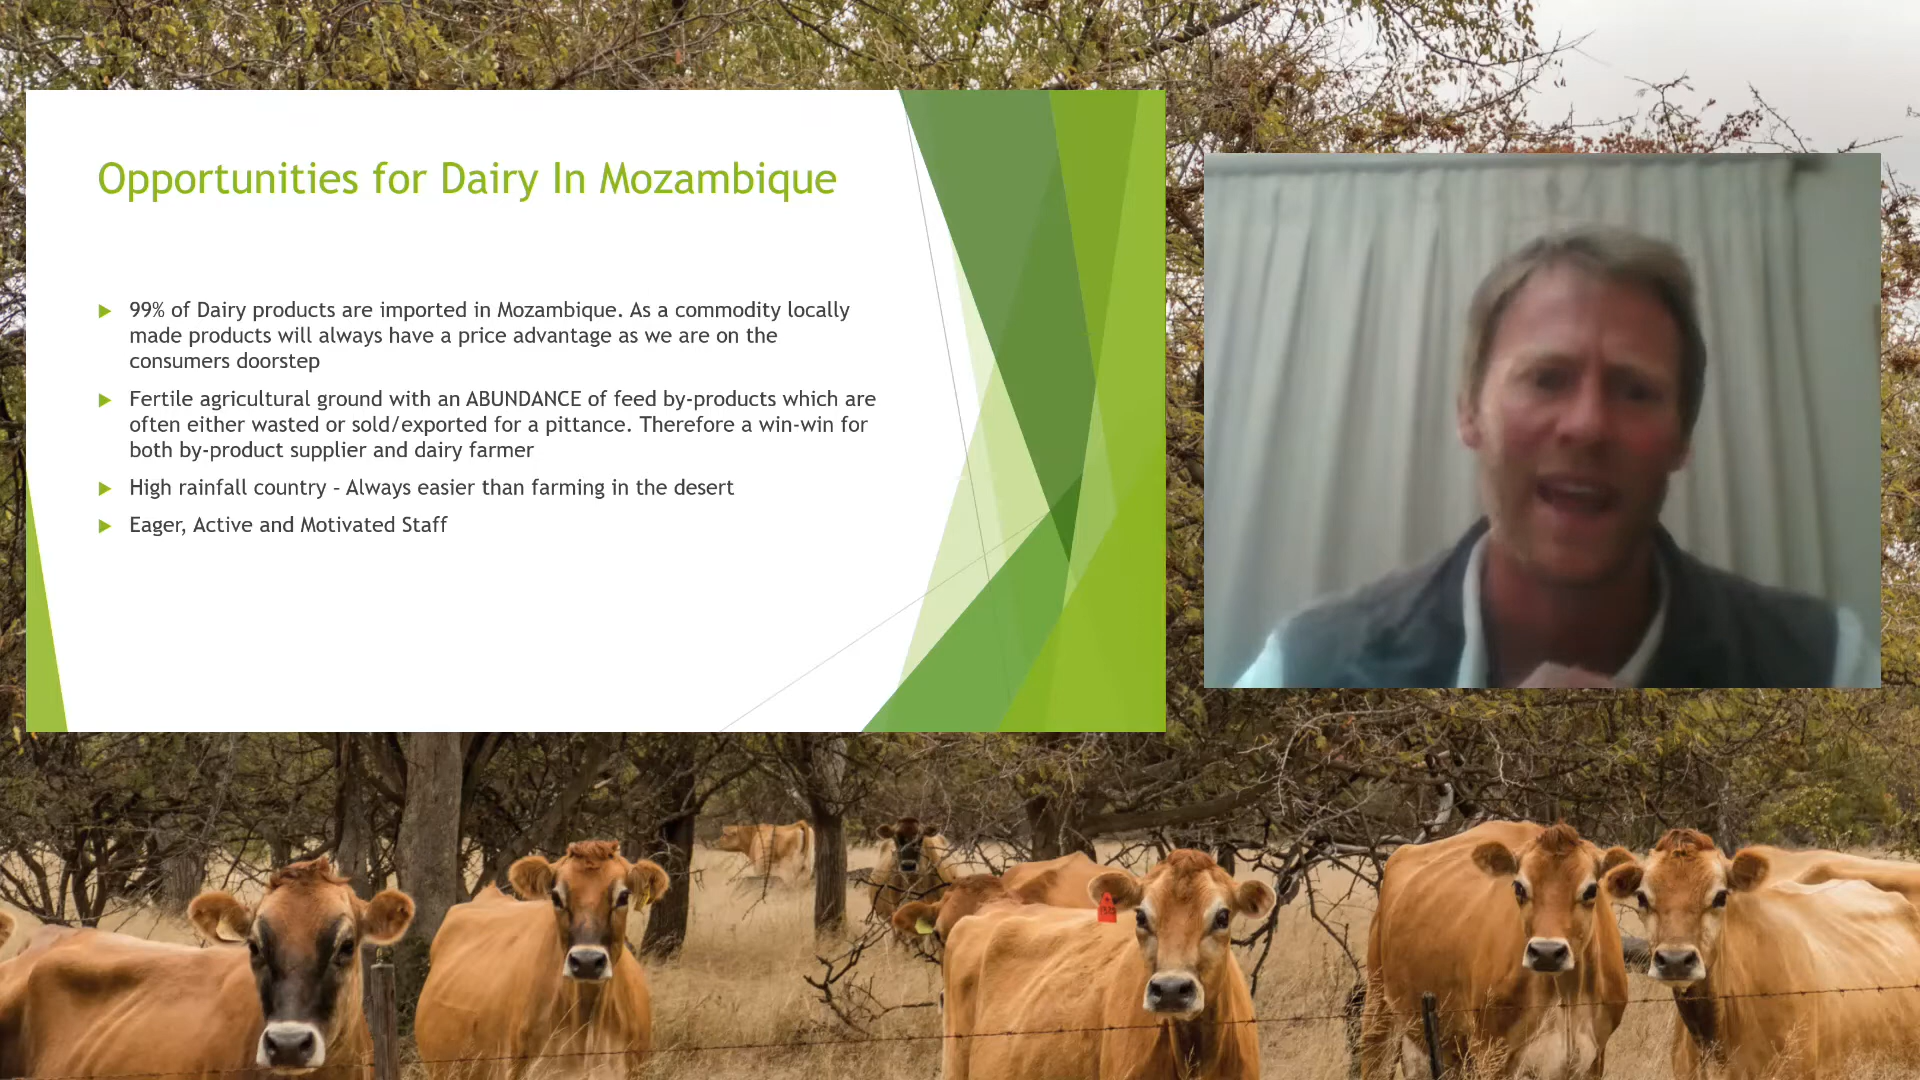 Opportunities for Dairy In Mozambique
99% of Dairy products are imported in Mozambique. As a commodity locally
made products will always have a price advantage as we are on the
consumers doorstep
Fertile agricultural ground with an ABUNDANCE of feed by-products which are
often either wasted or sold/exported for a pittance. Therefore a win-win for
both by-product supplier and dairy farmer
High rainfall country – Always easier than farming in the desert
Eager, Active and Motivated Staff